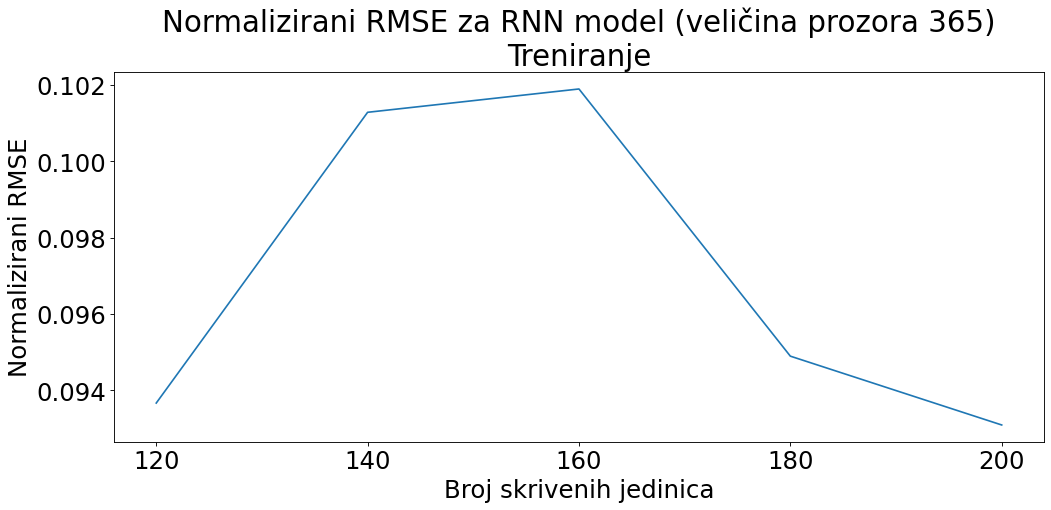 Normalizirani RMSE za RNN model (veličina prozora 365)
Treniranje
Normalizirani RMSE
0.102
0.100
0.098
0.096
0.094
120 140 160 180 200
Broj skrivenih jedinica